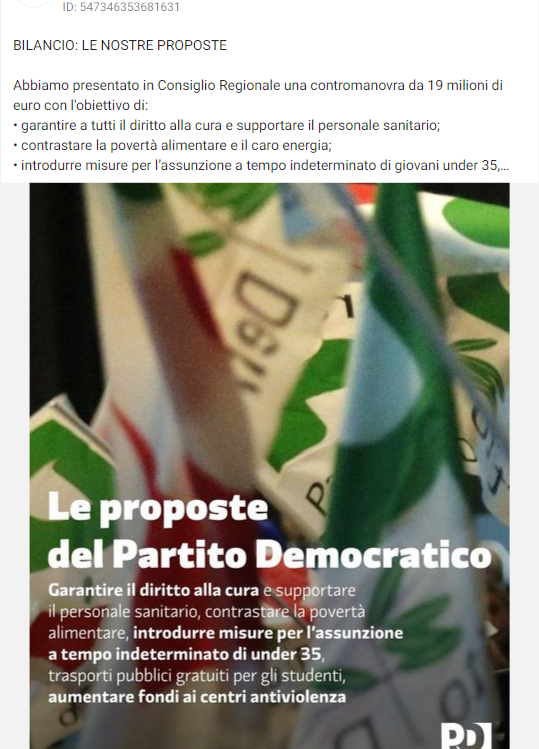 ID: 547346353681631
BILANCIO: LE NOSTRE PROPOSTE
Abbiamo presentato in Consiglio Regionale una contromanovra da 19 milioni di
euro con l'obiettivo di:
• garantire a tutti il diritto alla cura e supportare il personale sanitario;
• contrastare la povertà alimentare e il caro energia;
• introdurre misure per l’assunzione a tempo indeterminato di giovani under 35,...
Le proposte
del Partito Democratico
Garantire il diritto alla cura e supportare
il personale sanitario, contrastare la povertà
alimentare, introdurre misure per l’assunzione
a tempo indeterminato di under 35,
trasporti pubblici gratuiti per gli studenti,
aumentare fondi ai centri antiviolenza
PD